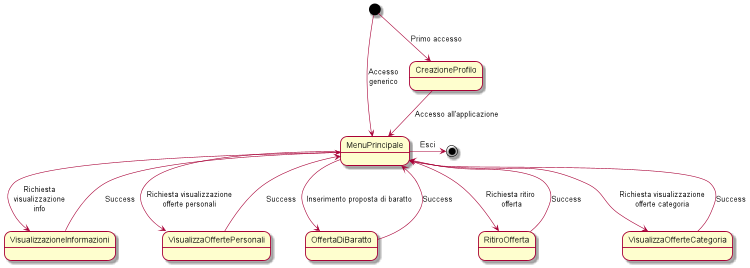 Primo accesso
CreazioneProfilo
Accesso
generico
Accesso all'applicazione
MenuPrincipale
Esci
Richiesta
visualizzazione
info
Success
Richiesta visualizzazione
offerte personali
Success
Inserimento proposta di baratto
Success
Richiesta ritiro
offerta
Success
Richiesta visualizzazione
offerte categoria
Success
VisualizzazioneInformazioni
VisualizzaOffertePersonali
OffertaDiBaratto
RitiroOfferta
VisualizzaOfferteCategoria